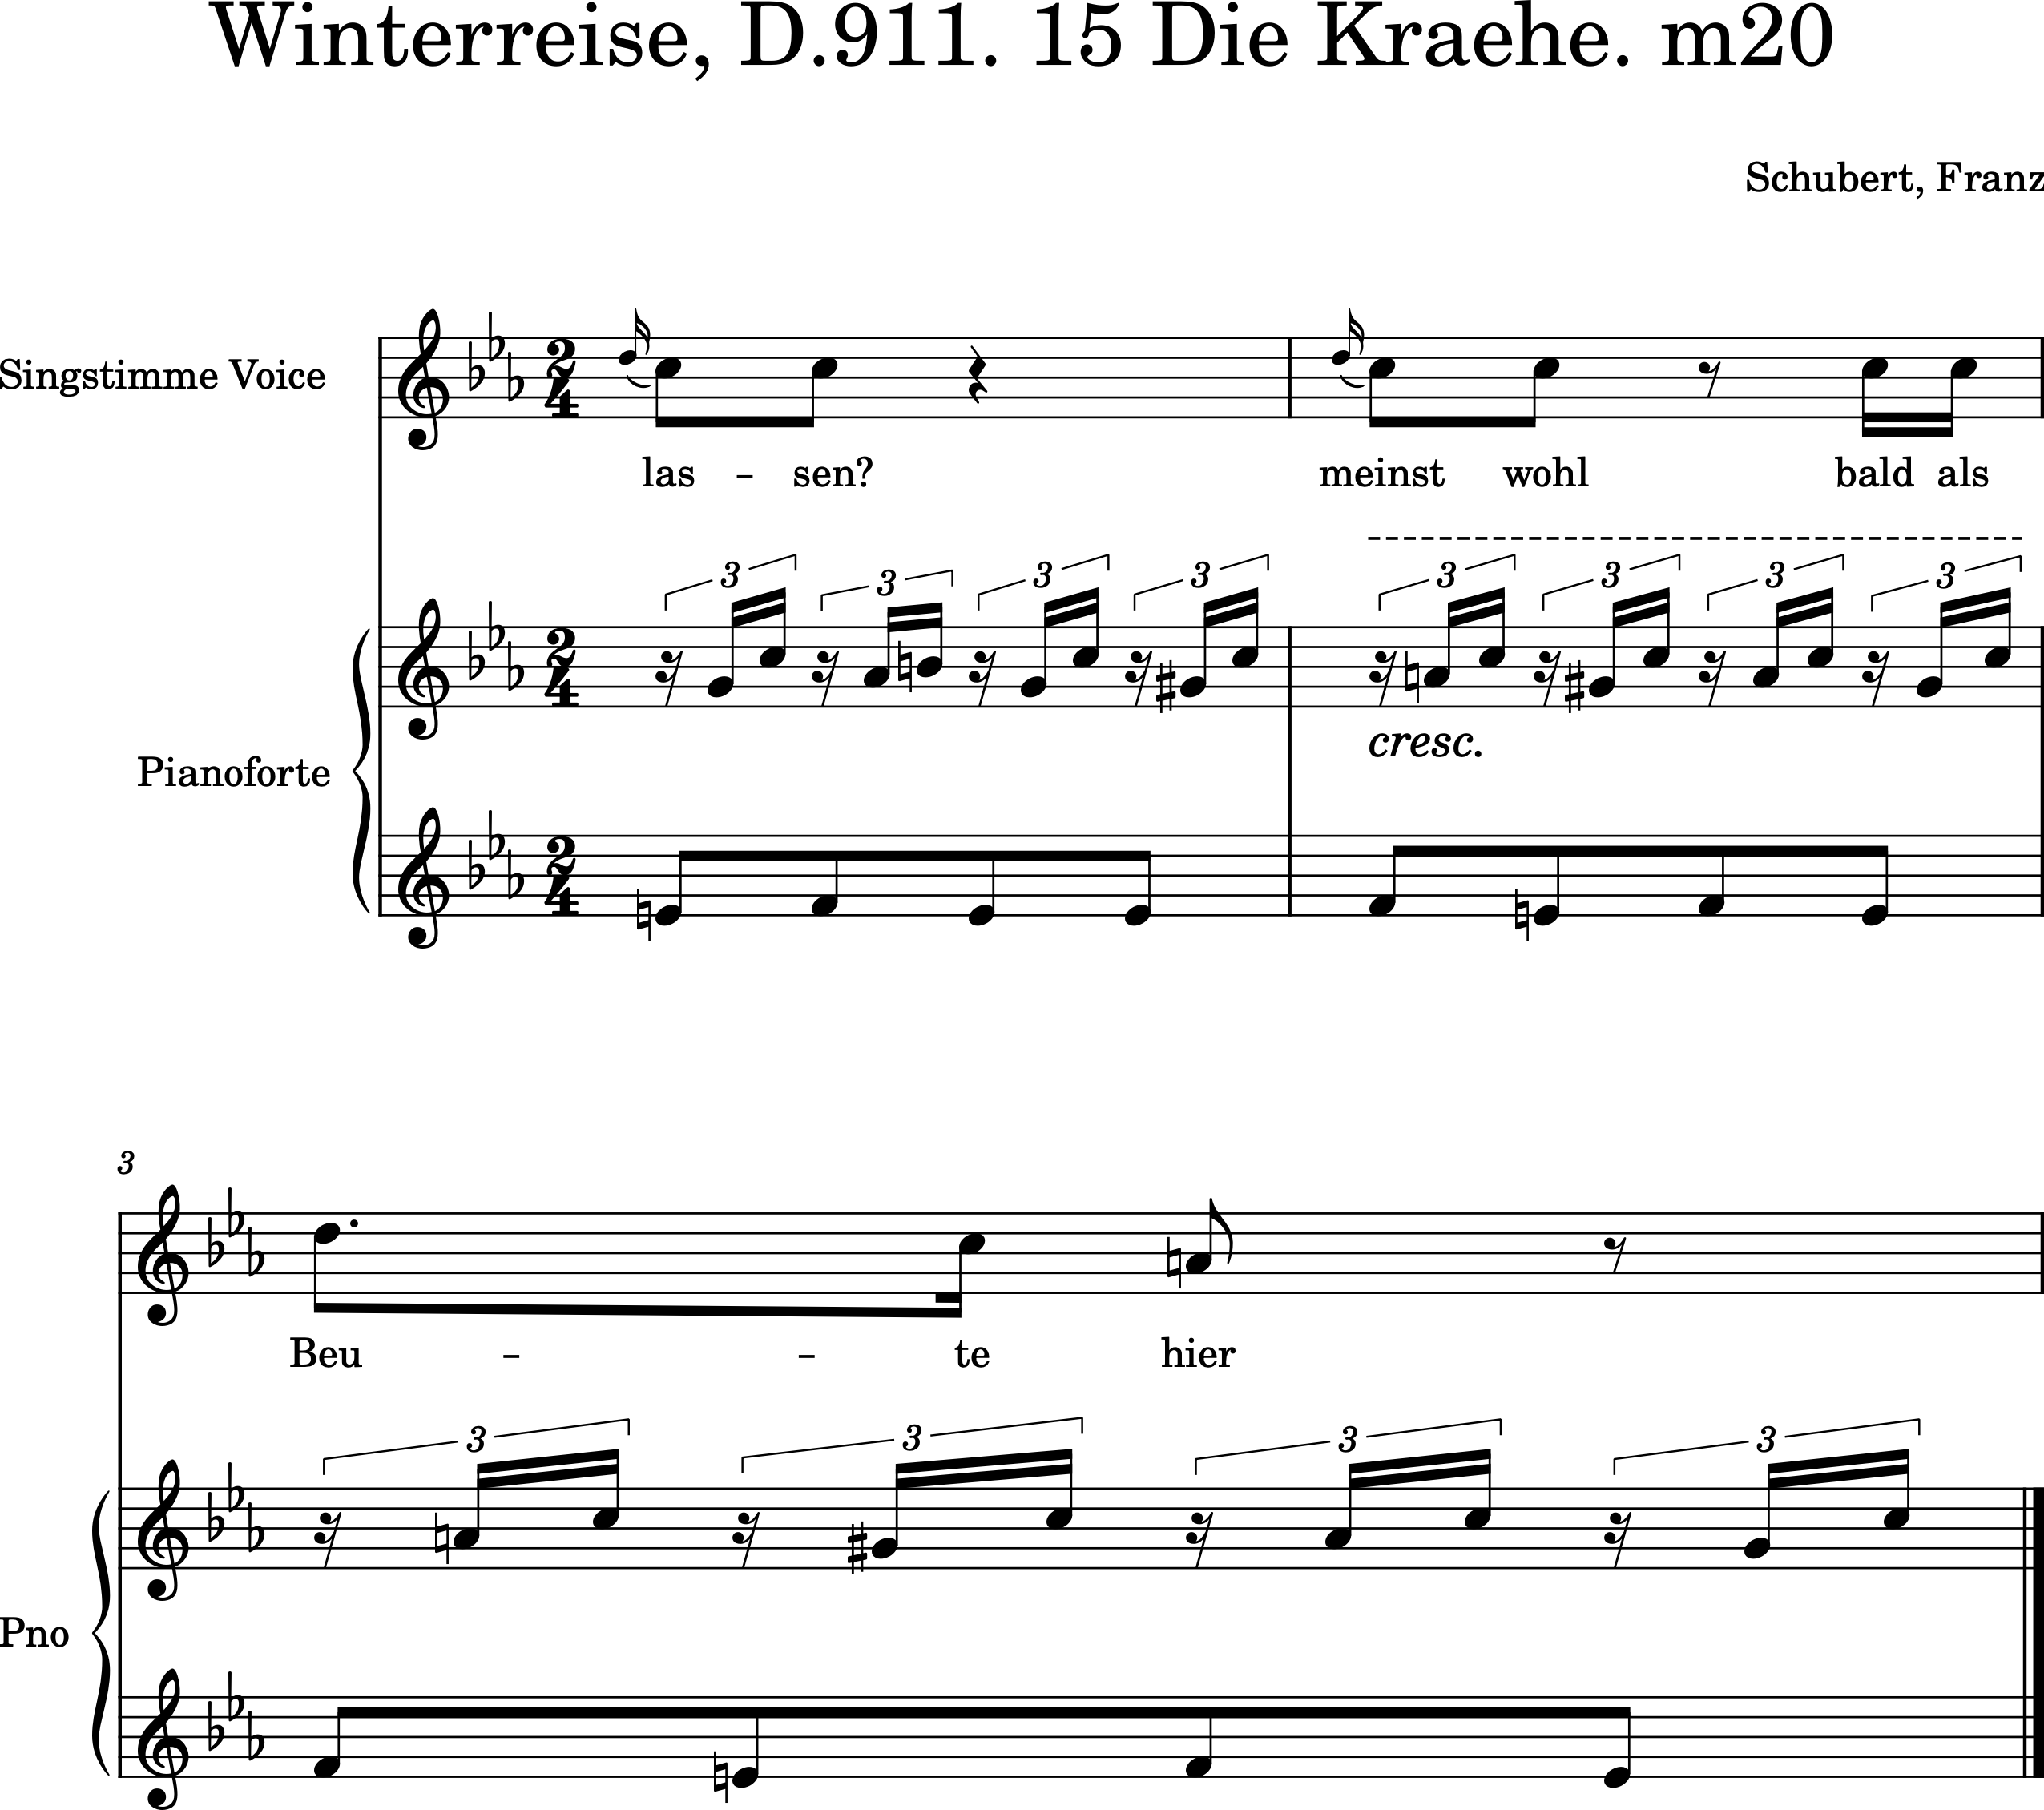 Winterreise, D.911. 15 Die Kraehe. m20
Schubert, Franz
Singstimme Voice
las - sen? meinst wohl bald als
3 3 3 3 3 3 3 3
cresc.
Pianoforte
3
Beu - - te hier
3 3 3 3
Pno